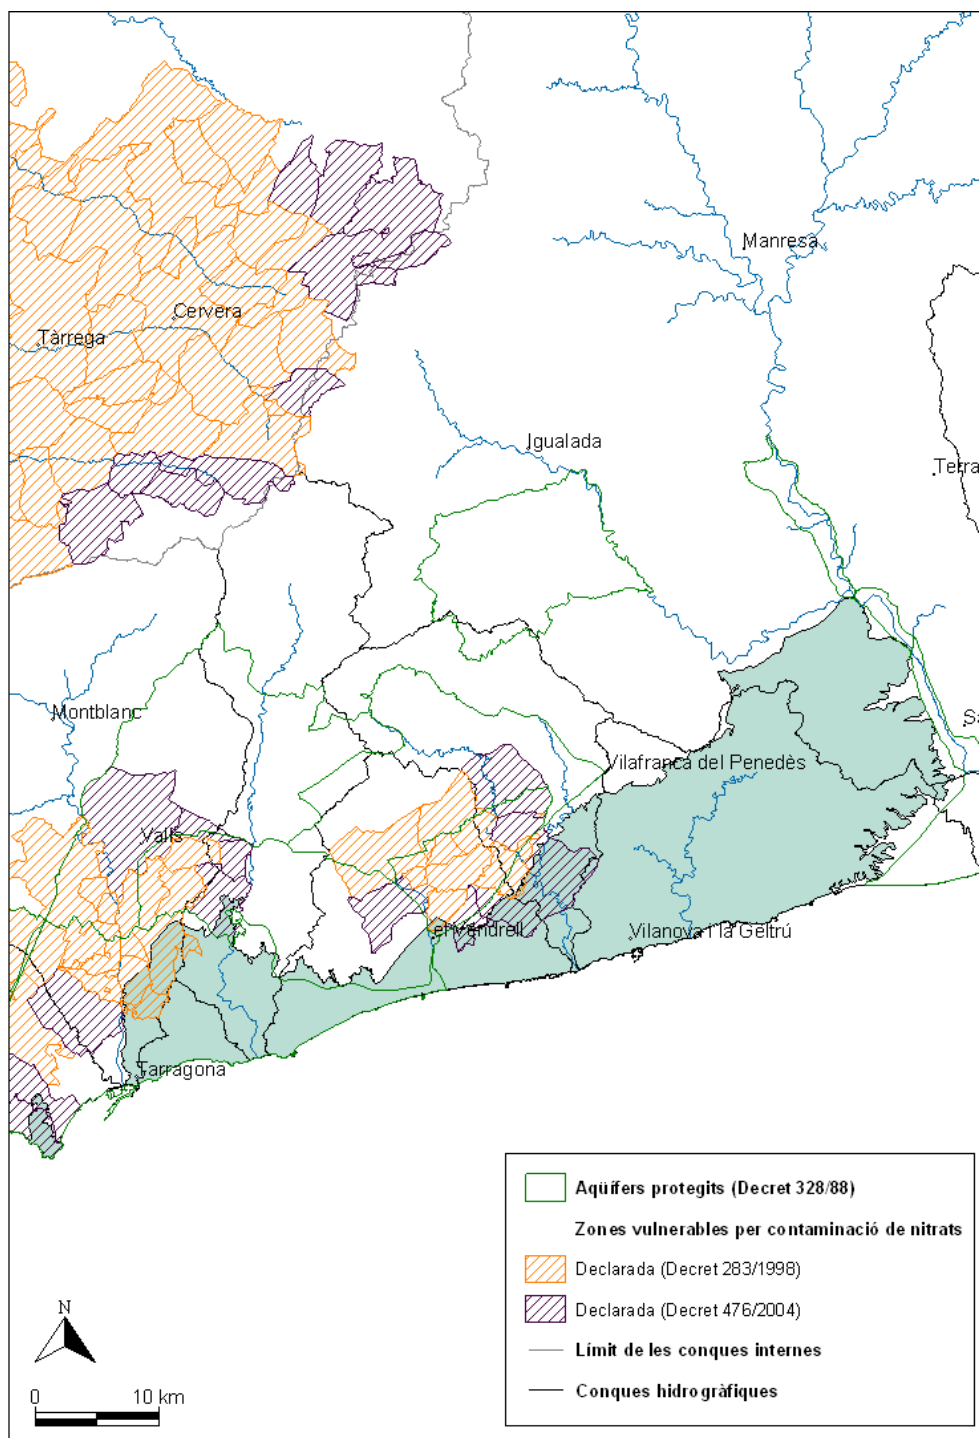 Manresa
Cervera
Tàrrega
Igualada
Terra
Montblanc
Sa
Vilafranca del Penedès
Valls
el Vendrell
Vilanova i la Geltrú
Tarragona
Aqüífers protegits (Decret 328/88)
Zones vulnerables per contaminació de nitrats
Declarada (Decret 283/1998)
Declarada (Decret 476/2004)
Límit de les conques internes
Conques hidrogràfiques
N
0 10 km